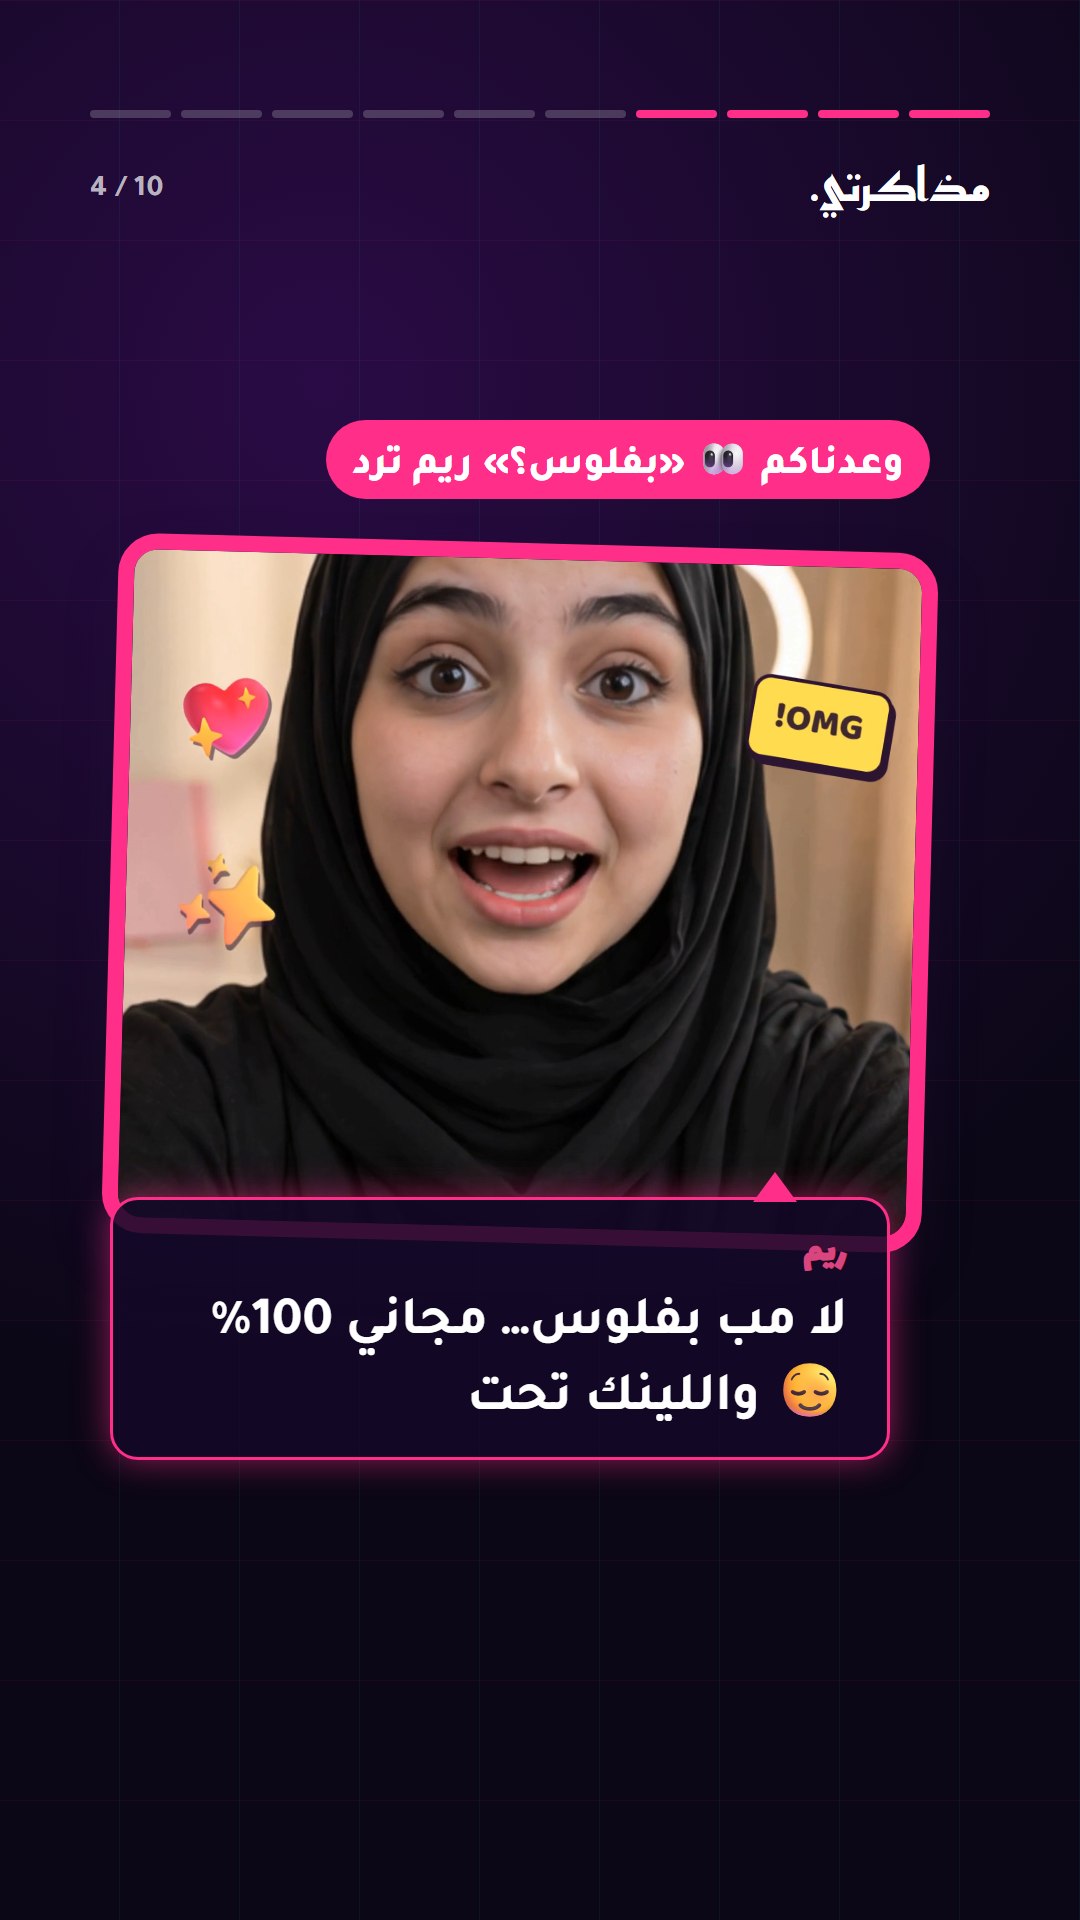 مذاكرتي.
4 / 10
وعدناكم 👀 «بفلوس؟» ريم ترد
!OMG
ريم
لا مب بفلوس... مجاني 100%
😌 واللينك تحت